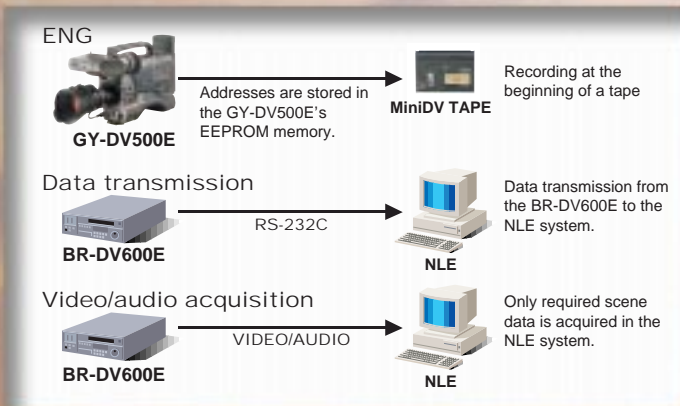 ENG
Addresses are stored in
the GY-DV500E's
EEPROM memory.
GY-DV500E
MiniDV TAPE
Recording at the
beginning of a tape
Data transmission
RS-232C
BR-DV600E
NLE
Data transmission from
the BR-DV600E to the
NLE system.
Video/audio acquisition
VIDEO/AUDIO
BR-DV600E
NLE
Only required scene
data is acquired in the
NLE system.